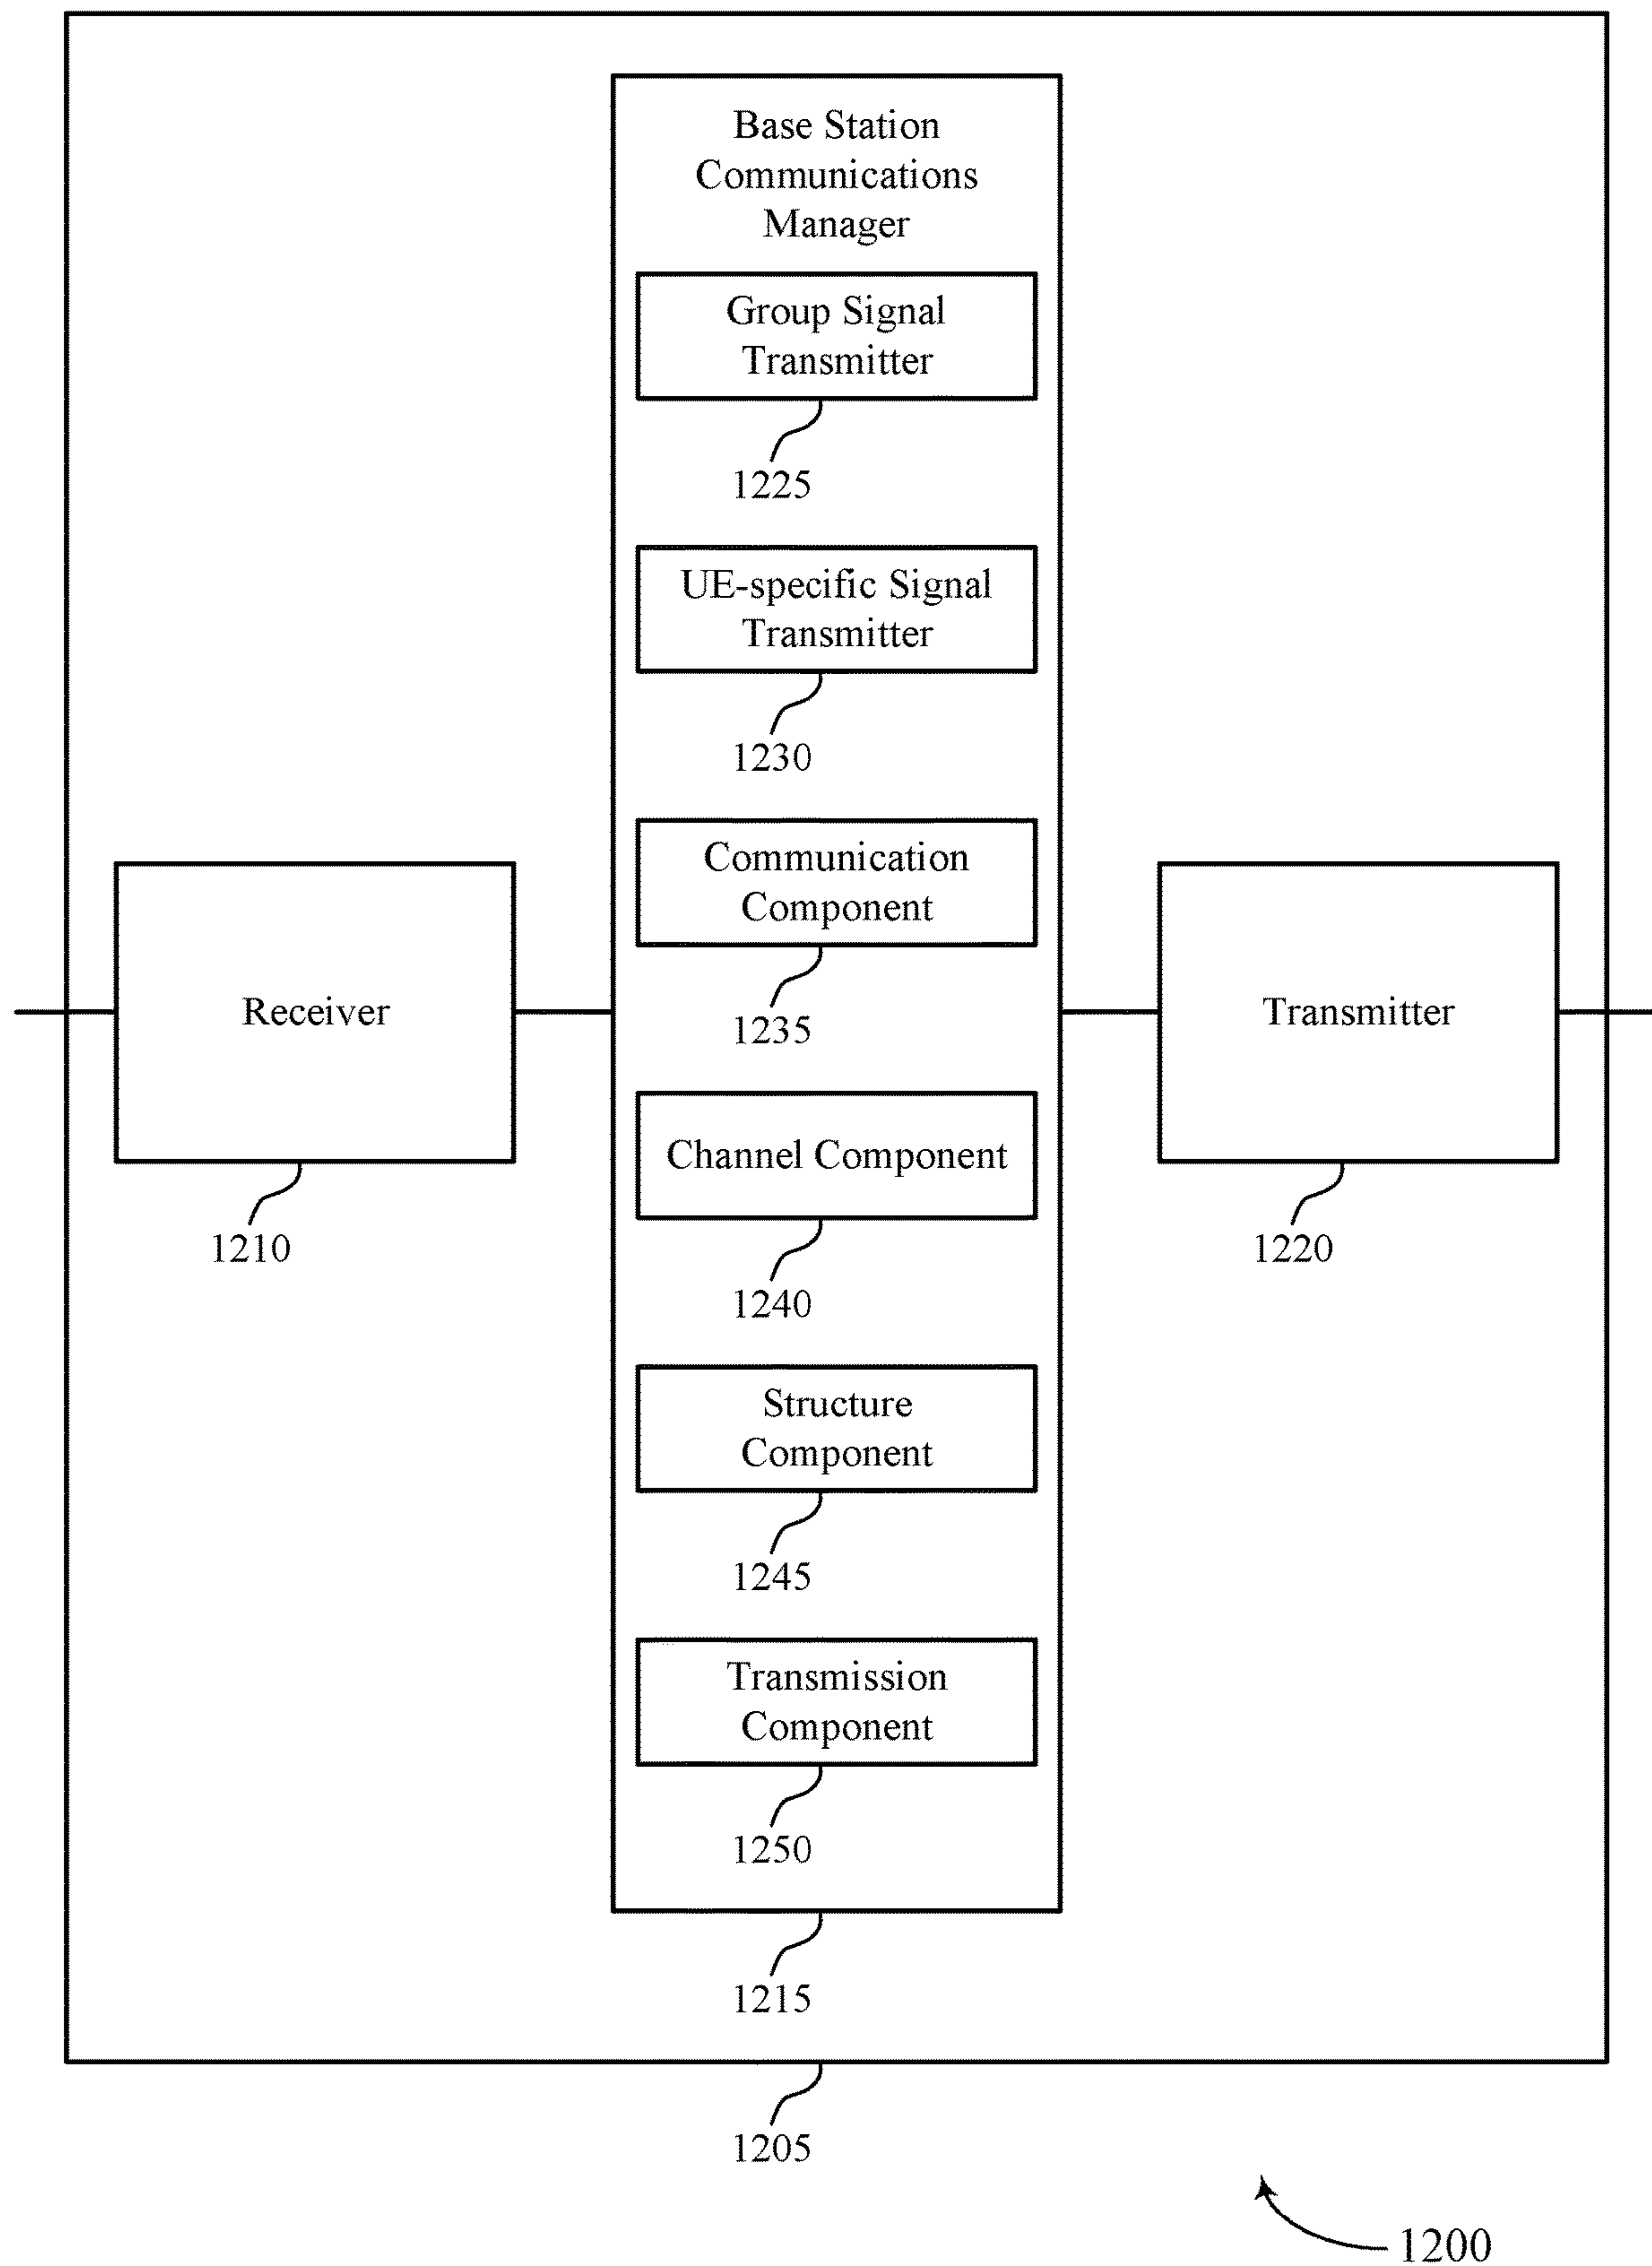 Base Station
Communications
Manager
Group Signal
Transmitter
1225
UE-specific Signal
Transmitter
1230
Communication
Component
1235
Receiver
1210
Transmitter
1220
Channel Component
1240
Structure
Component
1245
Transmission
Component
1250
1215
1205
1200